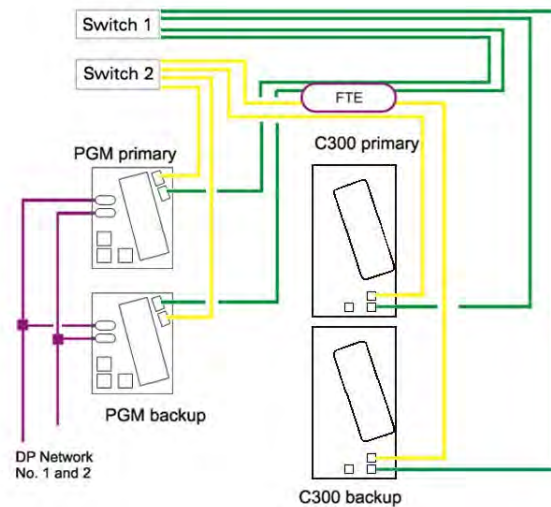 Switch 1
Switch 2
FTE
PGM primary
C300 primary
PGM backup
DP Network
No. 1 and 2
C300 backup